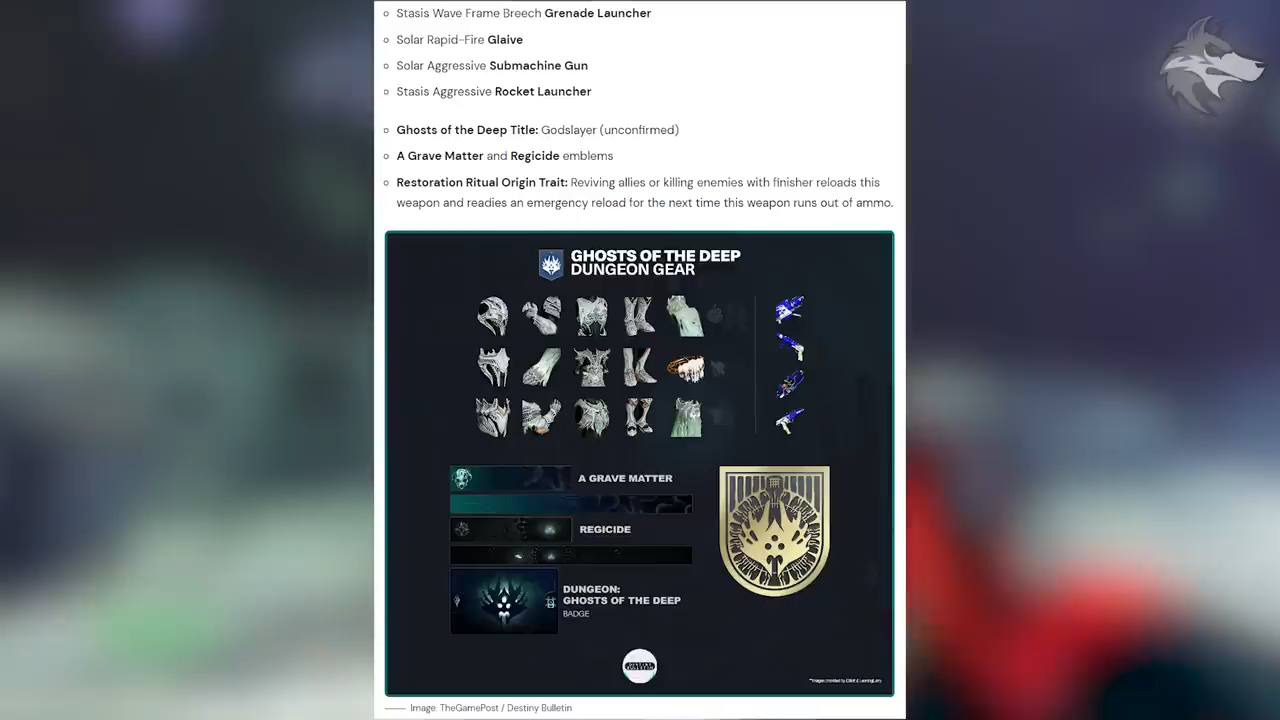 Stasis Wave Frame Breech Grenade Launcher
Solar Rapid-Fire Glaive
Solar Aggressive Submachine Gun
Stasis Aggressive Rocket Launcher
Ghosts of the Deep Title: Godslayer (unconfirmed)
A Grave Matter and Regicide emblems
Restoration Ritual Origin Trait: Reviving allies or killing enemies with finisher reloads this
weapon and readies an emergency reload for the next time this weapon runs out of ammo.
GHOSTS OF THE DEEP
DUNGEON GEAR
A GRAVE MATTER
REGICIDE
DUNGEON:
GHOSTS OF THE DEEP
BADGE
Image: TheGamePost / Destiny Bulletin